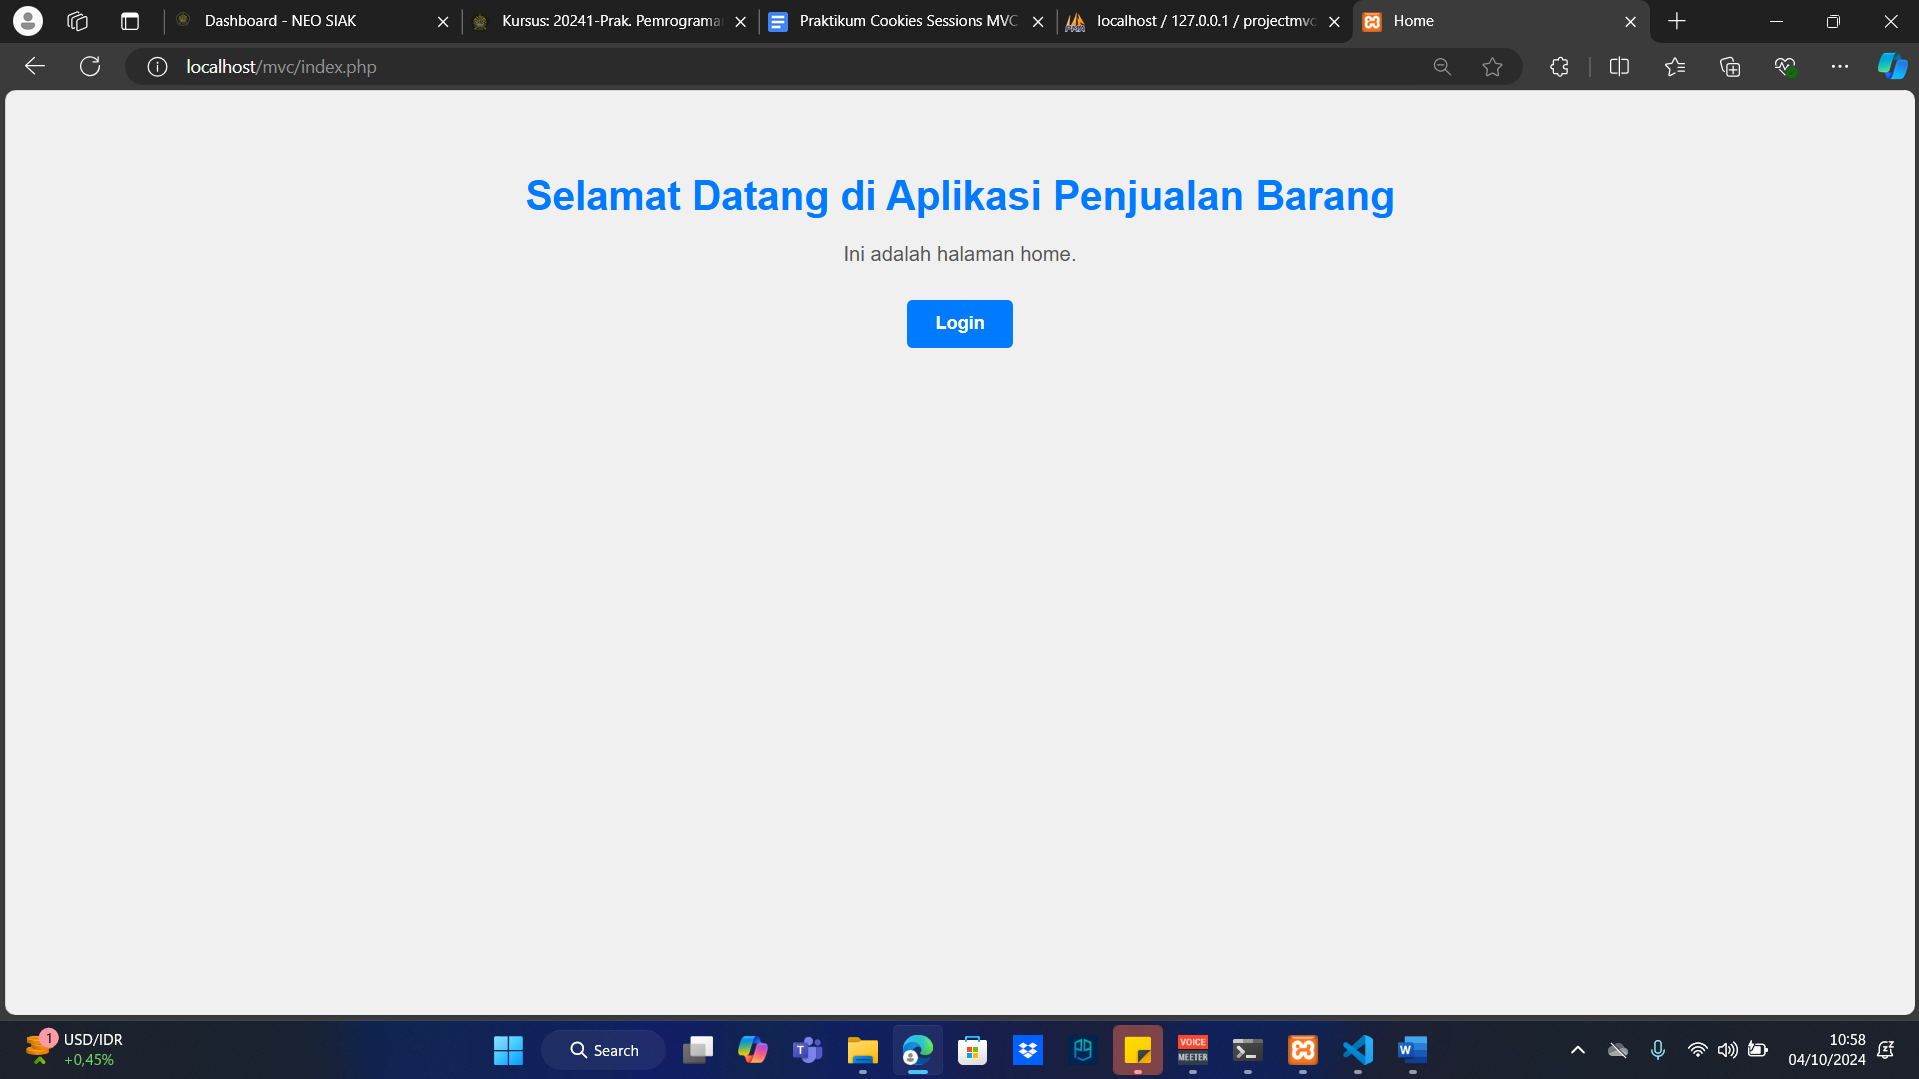 Dashboard - NEO SIAK
Kursus: 20241-Prak. Pemrograma
Praktikum Cookies Sessions MVC
localhost / 127.0.0.1 / projectmvc
Home
localhost/mvc/index.php
Selamat Datang di Aplikasi Penjualan Barang
Ini adalah halaman home.
Login
1
USD/IDR
+0,45%
Search
VOICE
MEETER
10:58
04/10/2024